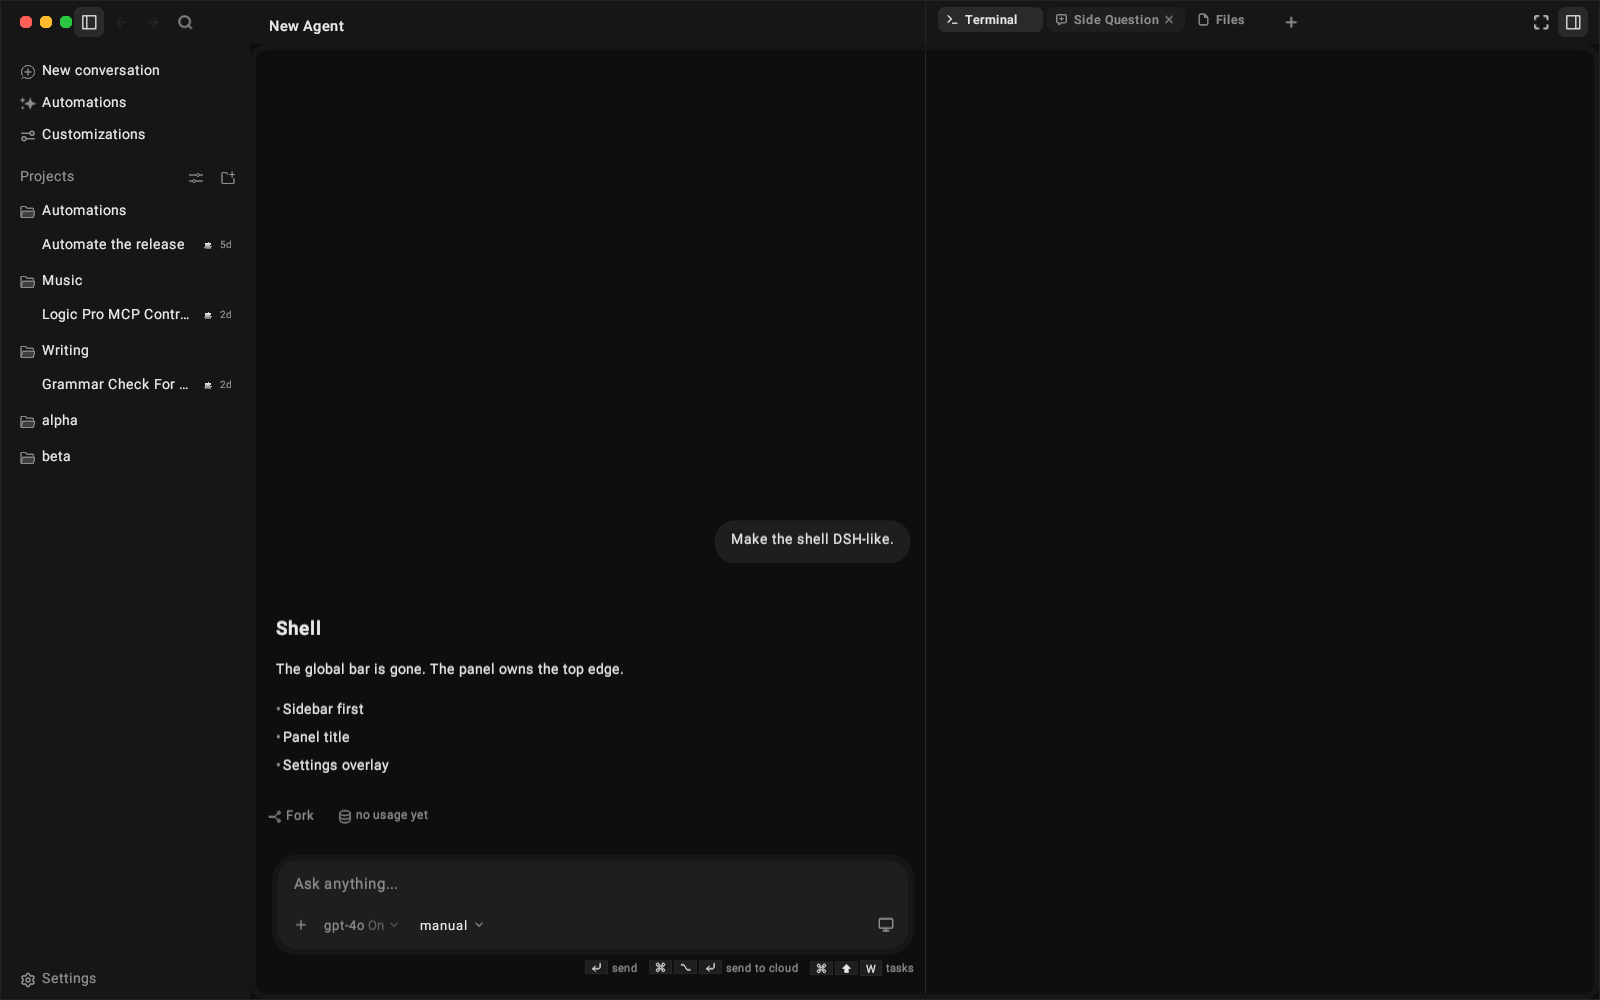 New Agent
Terminal
Side Question
Files
New conversation
Automations
Customizations
Projects
Automations
Automate the release 5d
Music
Logic Pro MCP Contr... 2d
Writing
Grammar Check For ... 2d
alpha
beta
Settings
Make the shell DSH-like.
Shell
The global bar is gone. The panel owns the top edge.
• Sidebar first
• Panel title
• Settings overlay
Fork no usage yet
Ask anything...
gpt-4o On manual
send ⌘ ⌥ send to cloud ⌘ W tasks